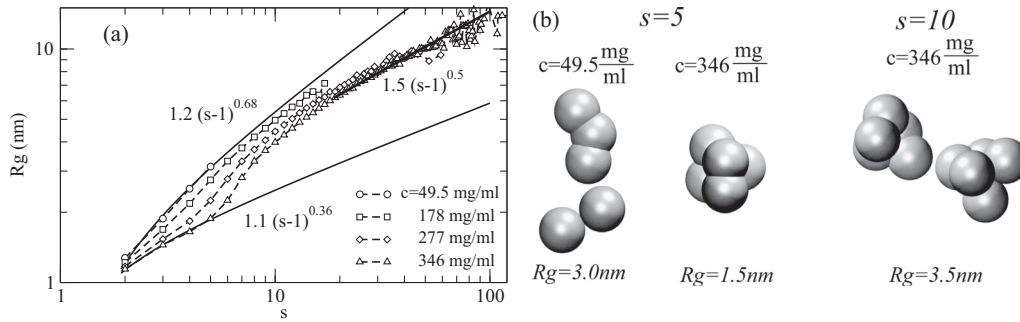 (a)
10
1
Rg (nm)
1.2 (s-1)^0.68
1.5 (s-1)^0.5
1.1 (s-1)^0.36
c=49.5 mg/ml
178 mg/ml
277 mg/ml
346 mg/ml
1
10
100
s
(b)
s=5
s=10
c=49.5 mg/ml
c=346 mg/ml
c=346 mg/ml
Rg=3.0nm
Rg=1.5nm
Rg=3.5nm